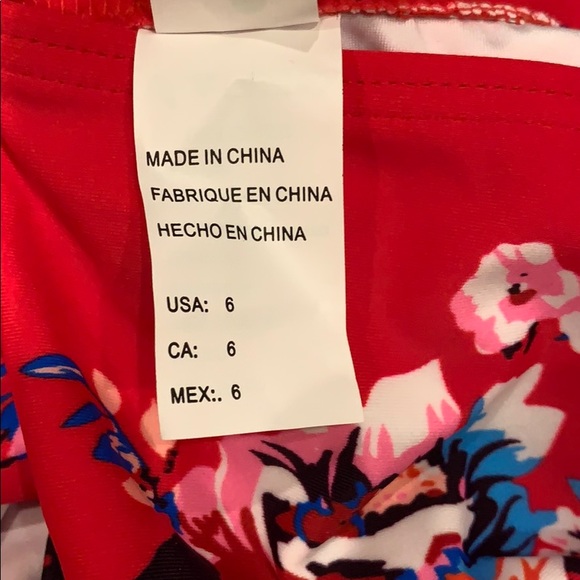 MADE IN CHINA
FABRIQUE EN CHINA
HECHO EN CHINA
USA: 6
CA: 6
MEX:. 6